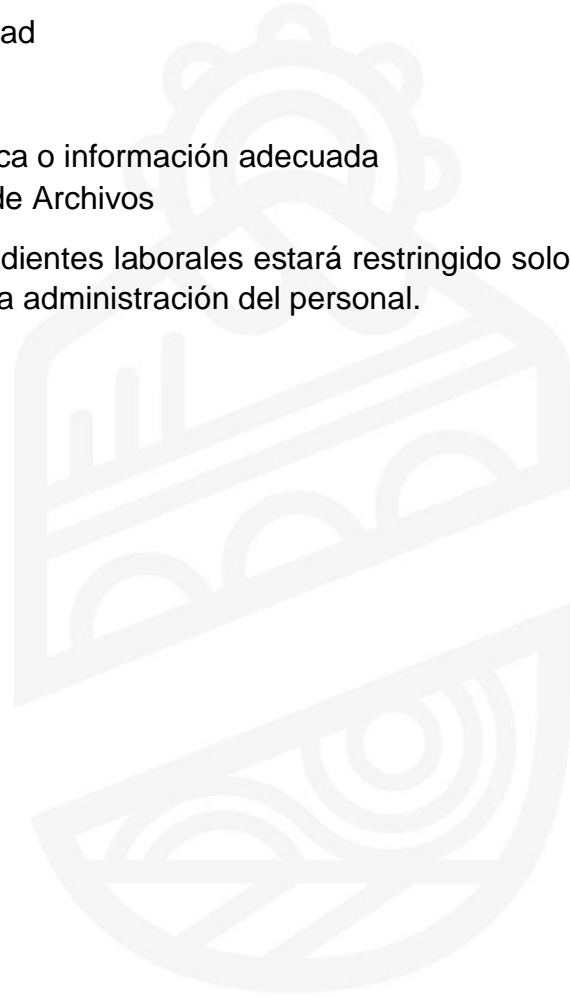 ad
ca o información adecuada
de Archivos
dientes laborales estará restringido solo
a administración del personal.